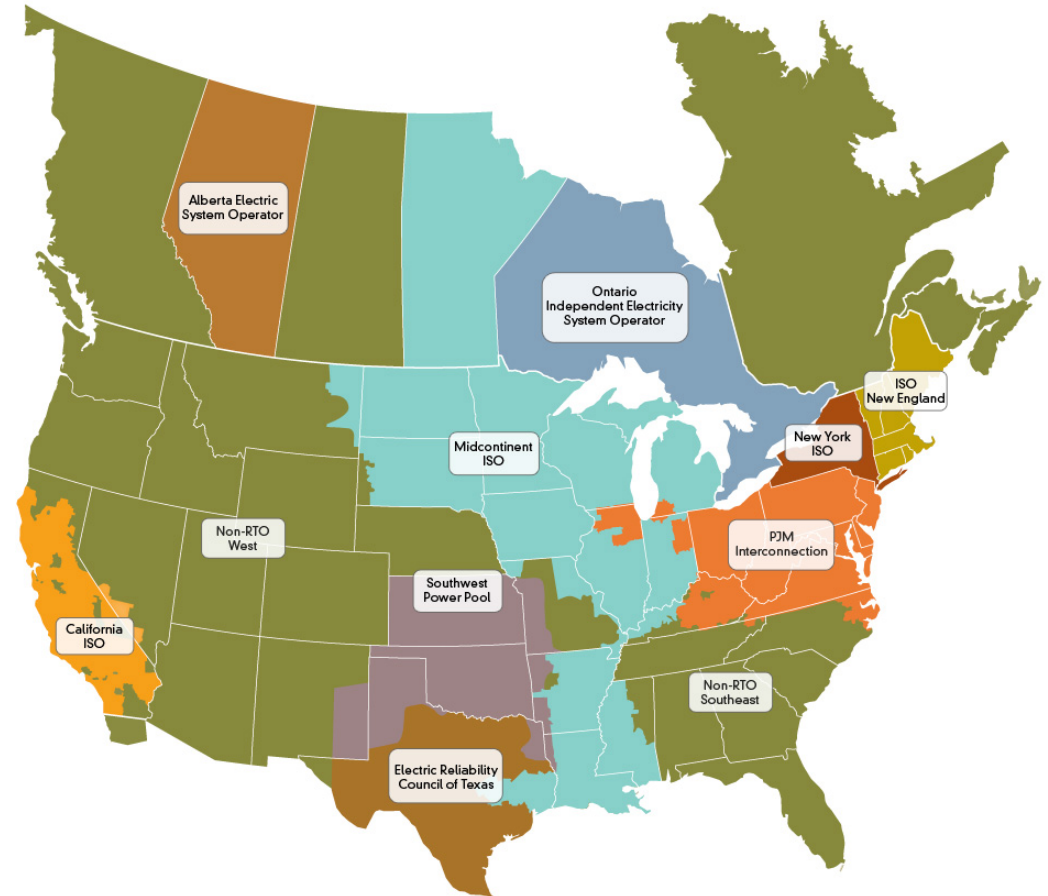 Alberta Electric
System Operator
Ontario
Independent Electricity
System Operator
ISO
New England
New York
ISO
Midcontinent
ISO
Non-RTO
West
PJM
Interconnection
Southwest
Power Pool
California
ISO
Non-RTO
Southeast
Electric Reliability
Council of Texas